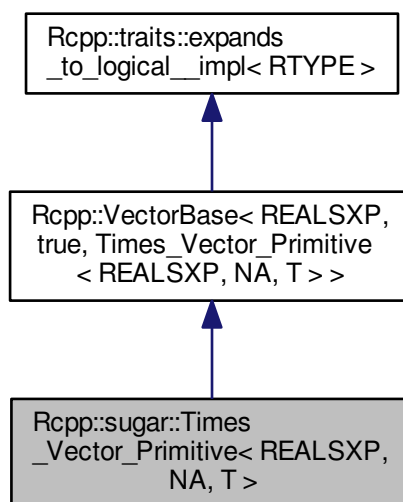 Rcpp::traits::expands
_to_logical__impl< RTYPE >
Rcpp::VectorBase< REALSXP,
true, Times_Vector_Primitive
< REALSXP, NA, T > >
Rcpp::sugar::Times
_Vector_Primitive< REALSXP,
NA, T >